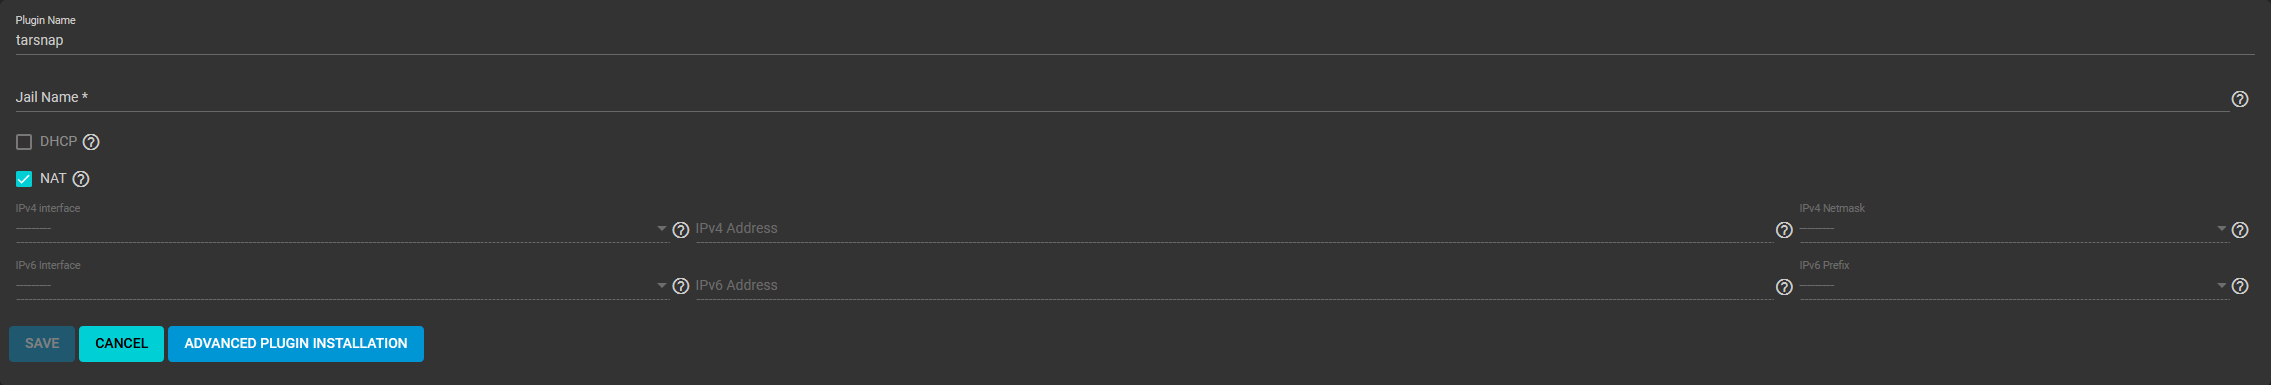 Plugin Name
tarsnap
Jail Name *
DHCP
NAT
IPv4 interface
IPv4 Address
IPv4 Netmask
---------
---------
IPv6 Interface
IPv6 Address
IPv6 Prefix
---------
---------
SAVE CANCEL ADVANCED PLUGIN INSTALLATION